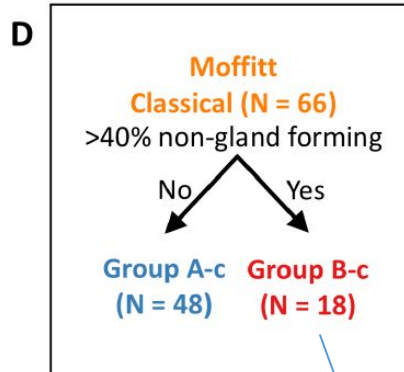 D
Moffitt
Classical (N = 66)
>40% non-gland forming
No Yes
Group A-c Group B-c
(N = 48) (N = 18)